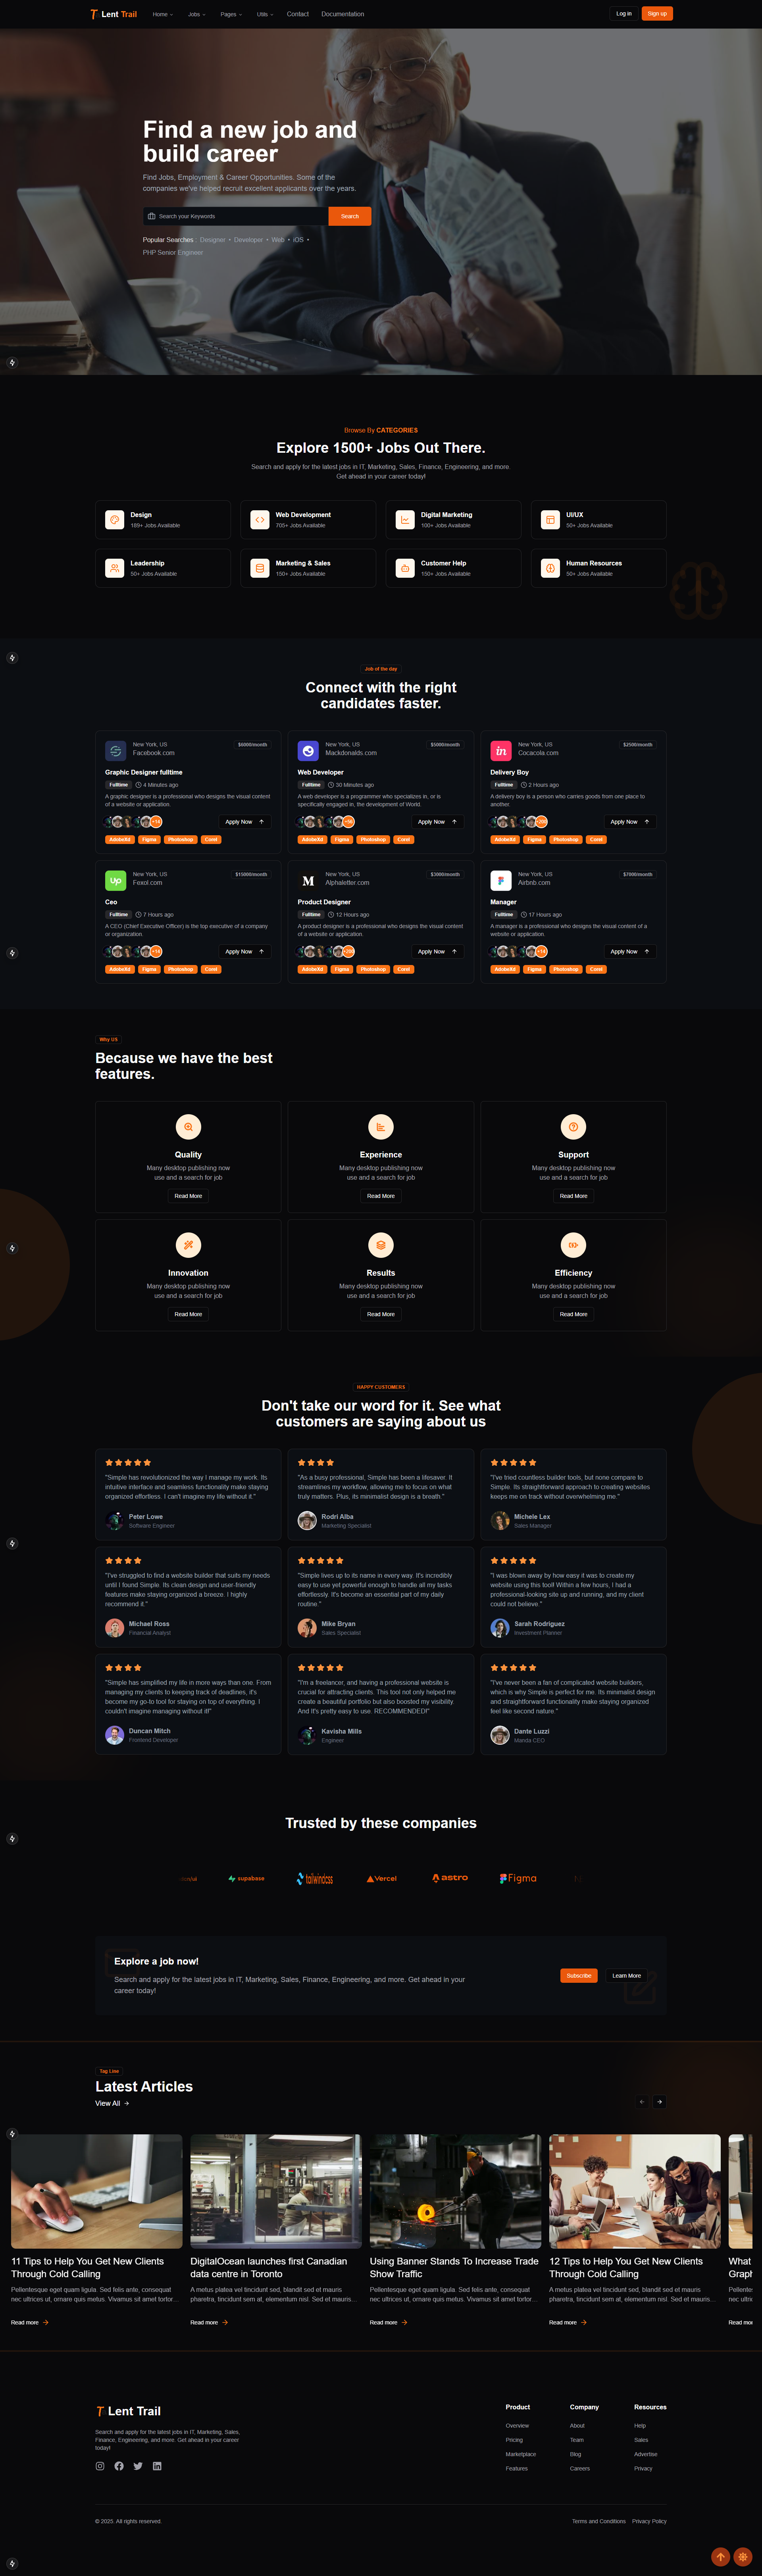 Lent Trail
Home
Jobs
Pages
Utils
Contact
Documentation
Log in
Sign up
Find a new job and
build career
Find Jobs, Employment & Career Opportunities. Some of the
companies we've helped recruit excellent applicants over the years.
Search your Keywords
Search
Popular Searches : Designer • Developer • Web • iOS •
PHP Senior Engineer
Browse By CATEGORIES
Explore 1500+ Jobs Out There.
Search and apply for the latest jobs in IT, Marketing, Sales, Finance, Engineering, and more.
Get ahead in your career today!
Design
169+ Jobs Available
Web Development
705+ Jobs Available
Digital Marketing
100+ Jobs Available
UI/UX
50+ Jobs Available
Leadership
50+ Jobs Available
Marketing & Sales
150+ Jobs Available
Customer Help
150+ Jobs Available
Human Resources
50+ Jobs Available
Job of the day
Connect with the right
candidates faster.
New York, US
Facebook.com
$6000/month
Graphic Designer fulltime
Fulltime
4 Minutes ago
A graphic designer is a professional who designs the visual content
of a website or application.
Apply Now
AdobeXd
Figma
Photoshop
Corel
New York, US
Mackdonalds.com
$5000/month
Web Developer
Fulltime
30 Minutes ago
A web developer is a programmer who specializes in, or is
specifically engaged in, the development of World.
Apply Now
AdobeXd
Figma
Photoshop
Corel
in
New York, US
Cocacola.com
$2500/month
Delivery Boy
Fulltime
2 Hours ago
A delivery boy is a person who carries goods from one place to
another.
Apply Now
AdobeXd
Figma
Photoshop
Corel
Up
New York, US
Fexol.com
$15000/month
Ceo
Fulltime
7 Hours ago
A CEO (Chief Executive Officer) is the top executive of a company
or organization.
Apply Now
AdobeXd
Figma
Photoshop
Corel
M
New York, US
Alphaletter.com
$3000/month
Product Designer
Fulltime
12 Hours ago
A product designer is a professional who designs the visual content
of a website or application.
Apply Now
AdobeXd
Figma
Photoshop
Corel
New York, US
Airbnb.com
$7000/month
Manager
Fulltime
17 Hours ago
A manager is a professional who designs the visual content of a
website or application.
Apply Now
AdobeXd
Figma
Photoshop
Corel
Why US
Because we have the best
features.
Quality
Many desktop publishing now
use and a search for job
Read More
Experience
Many desktop publishing now
use and a search for job
Read More
Support
Many desktop publishing now
use and a search for job
Read More
Innovation
Many desktop publishing now
use and a search for job
Read More
Results
Many desktop publishing now
use and a search for job
Read More
Efficiency
Many desktop publishing now
use and a search for job
Read More
HAPPY CUSTOMERS
Don't take our word for it. See what
customers are saying about us
"Simple has revolutionized the way I manage my work. Its
intuitive interface and seamless functionality make staying
organized effortless. I can't imagine my life without it."
Peter Lowe
Software Engineer
"As a busy professional, Simple has been a lifesaver. It
streamlines my workflow, allowing me to focus on what
truly matters. Plus, its minimalist design is a breath."
Rodri Alba
Marketing Specialist
"I've tried countless builder tools, but none compare to
Simple. Its straightforward approach to creating websites
keeps me on track without overwhelming me."
Michele Lex
Sales Manager
"I've struggled to find a website builder that suits my needs
until I found Simple. Its clean design and user-friendly
features make staying organized a breeze. I highly
recommend it."
Michael Ross
Financial Analyst
"Simple lives up to its name in every way. It's incredibly
easy to use yet powerful enough to handle all my tasks
effortlessly. It's become an essential part of my daily
routine."
Mike Bryan
Sales Specialist
"I was blown away by how easy it was to create my
website using this tool! Within a few hours, I had a
professional-looking site up and running, and my client
could not believe."
Sarah Rodriguez
Investment Planner
"Simple has simplified my life in more ways than one. From
managing my clients to keeping track of deadlines, it's
become my go-to tool for staying on top of everything. I
couldn't imagine managing without it!"
Duncan Mitch
Frontend Developer
"I'm a freelancer, and having a professional website is
crucial for attracting clients. This tool not only helped me
create a beautiful portfolio but also boosted my visibility.
And It's pretty easy to use. RECOMMENDED!"
Kavisha Mills
Engineer
"I've never been a fan of complicated website builders,
which is why Simple is perfect for me. Its minimalist design
and straightforward functionality make staying organized
feel like second nature."
Dante Luzzi
Manda CEO
Trusted by these companies
supabase
tailwindcss
Vercel
astro
Figma
Explore a job now!
Search and apply for the latest jobs in IT, Marketing, Sales, Finance, Engineering, and more. Get ahead in your
career today!
Subscribe
Learn More
Tag Line
Latest Articles
View All
11 Tips to Help You Get New Clients
Through Cold Calling
Pellentesque eget quam ligula. Sed felis ante, consequat
nec ultrices ut, ornare quis metus. Vivamus sit amet tortor…
Read more
DigitalOcean launches first Canadian
data centre in Toronto
A metus platea vel tincidunt sed, blandit sed et mauris
pharetra, tincidunt sem at, elementum nisl. Sed et mauris…
Read more
Using Banner Stands To Increase Trade
Show Traffic
Pellentesque eget quam ligula. Sed felis ante, consequat
nec ultrices ut, ornare quis metus. Vivamus sit amet tortor…
Read more
12 Tips to Help You Get New Clients
Through Cold Calling
A metus platea vel tincidunt sed, blandit sed et mauris
pharetra, tincidunt sem at, elementum nisl. Sed et mauris…
Read more
What
Graph
Pellente
nec ultri
Read mor
Lent Trail
Search and apply for the latest jobs in IT, Marketing, Sales,
Finance, Engineering, and more. Get ahead in your career
today!
Product
Overview
Pricing
Marketplace
Features
Company
About
Team
Blog
Careers
Resources
Help
Sales
Advertise
Privacy
© 2025. All rights reserved.
Terms and Conditions
Privacy Policy